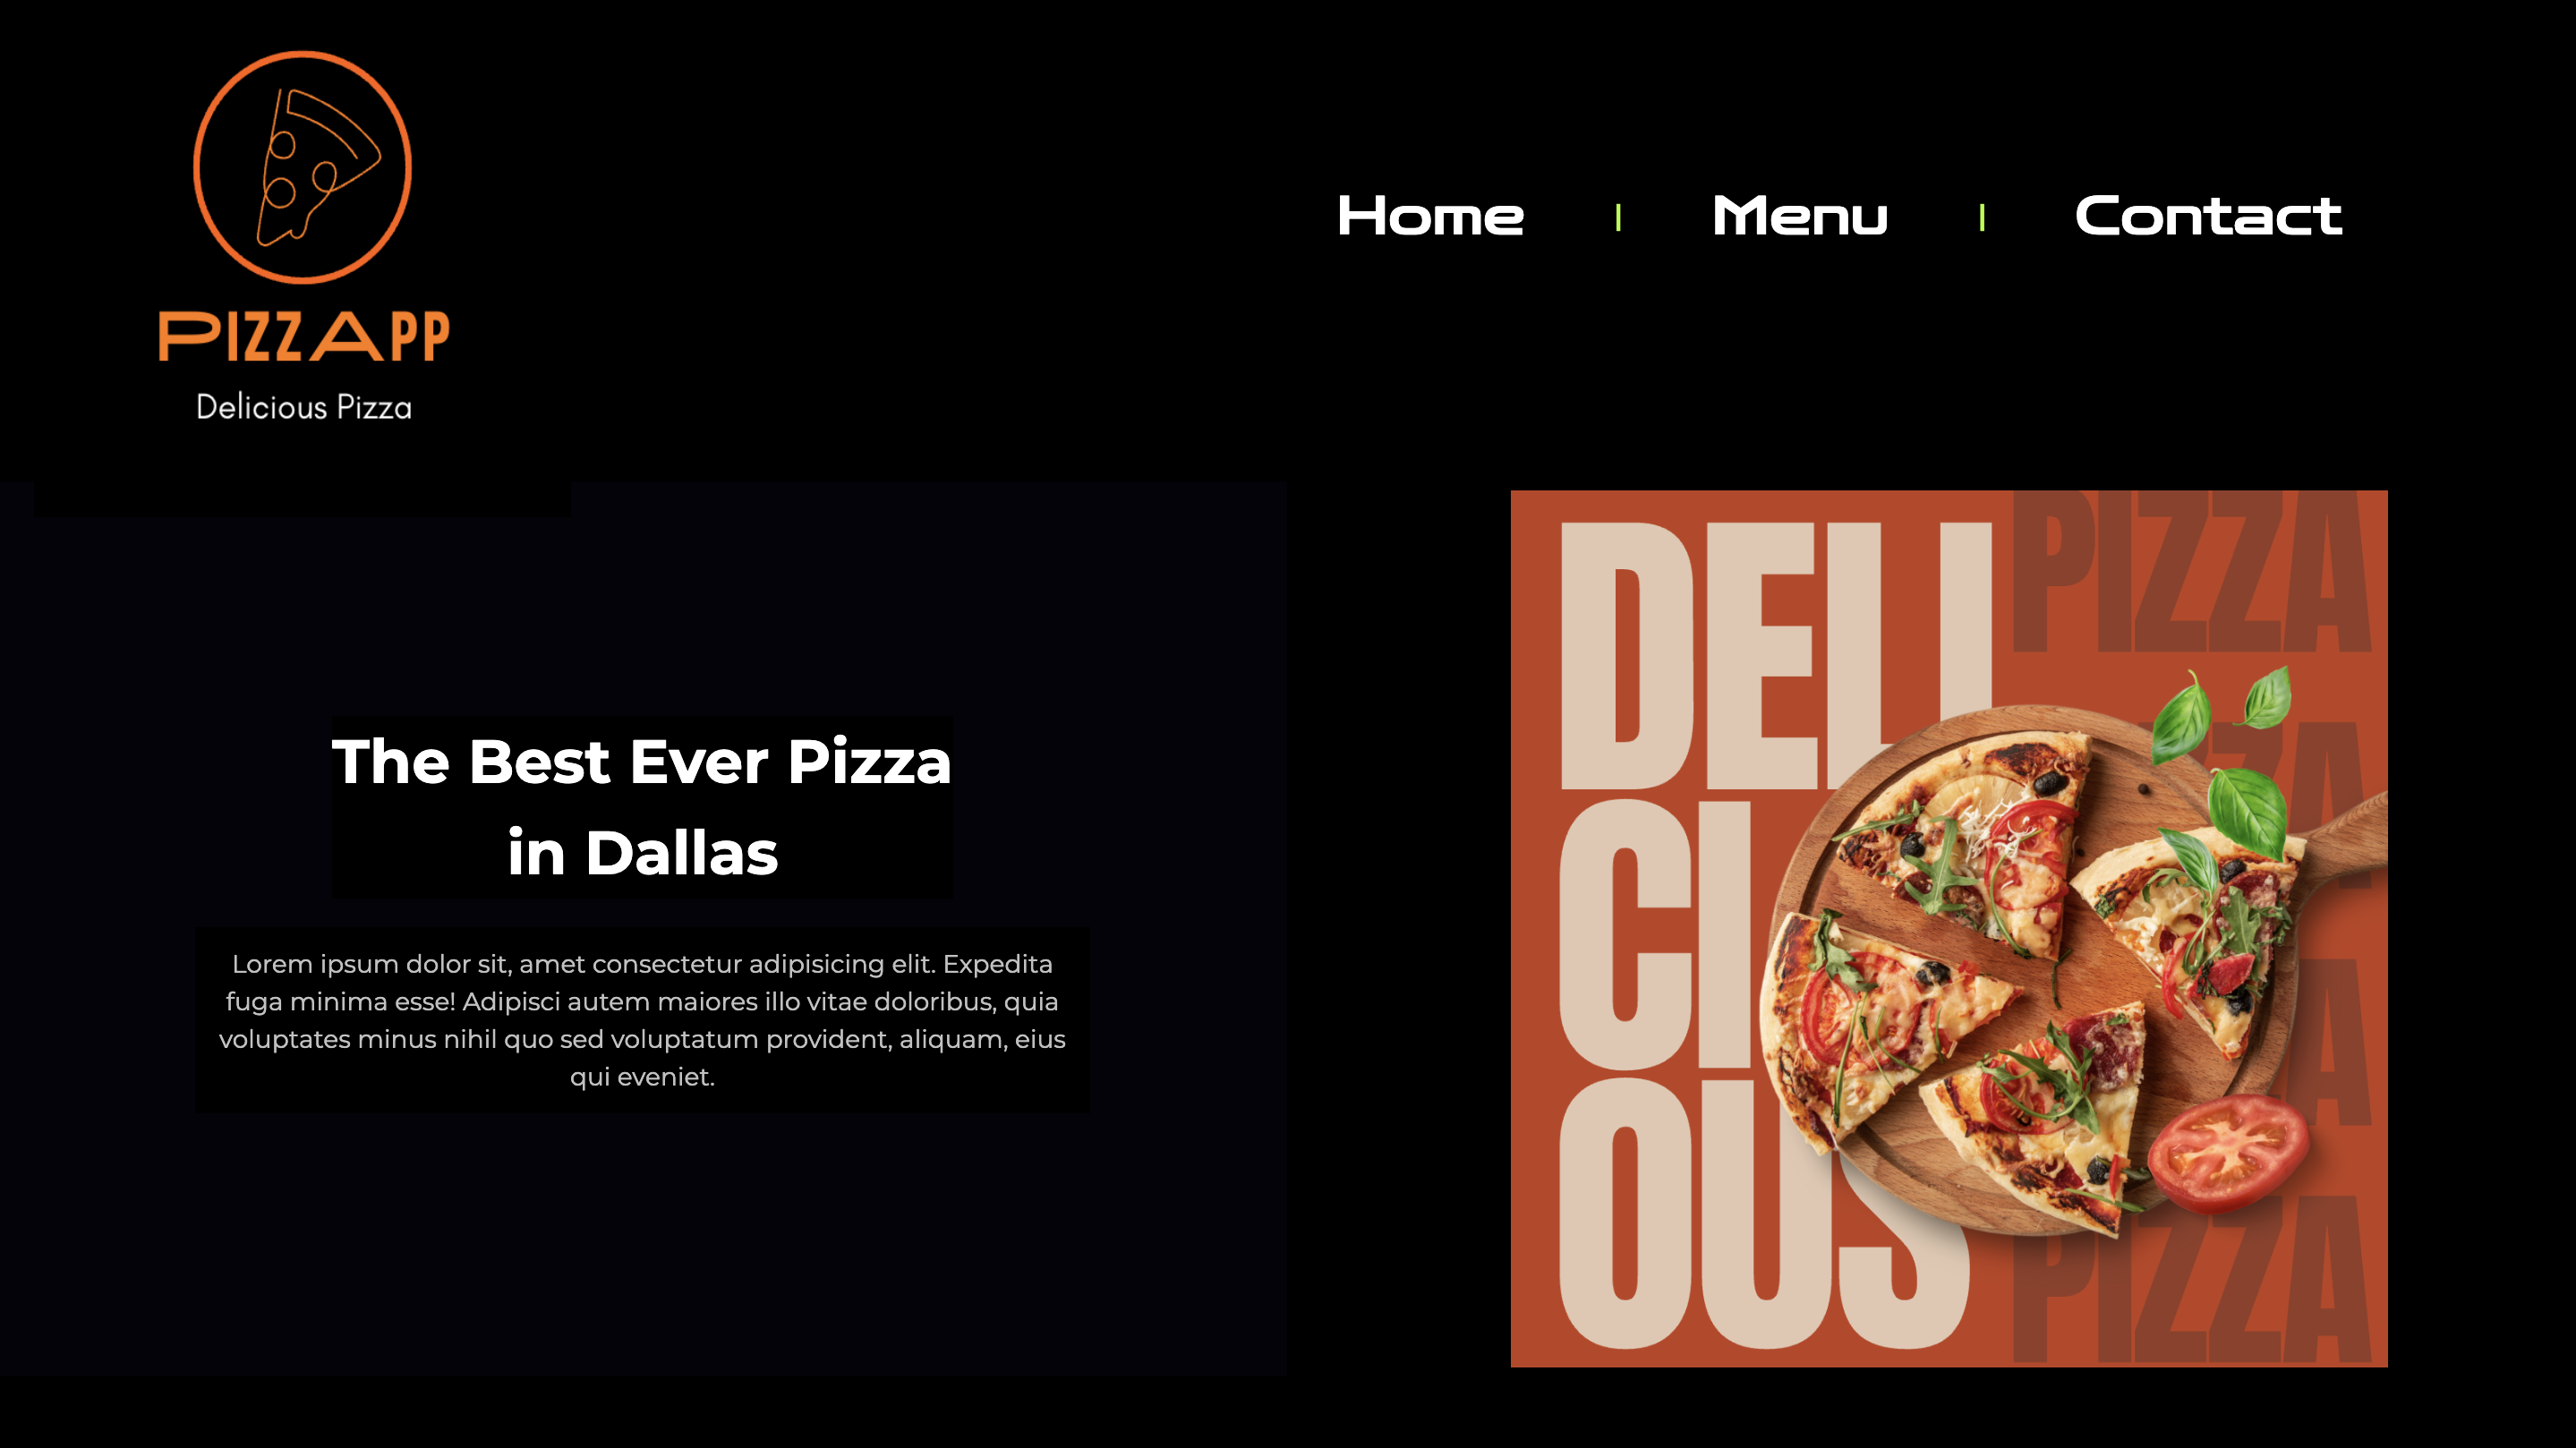 PIZZAPP
Delicious Pizza
Home
Menu
Contact
The Best Ever Pizza
in Dallas
Lorem ipsum dolor sit, amet consectetur adipisicing elit. Expedita
fuga minima esse! Adipisci autem maiores illo vitae doloribus, quia
voluptates minus nihil quo sed voluptatum provident, aliquam, eius
qui eveniet.
DELI
CI
OUS
PIZZA
ZZA
A
PIZZA